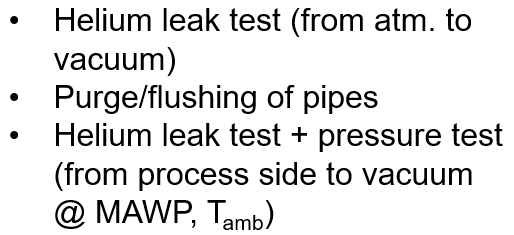 • Helium leak test (from atm. to
vacuum)
• Purge/flushing of pipes
• Helium leak test + pressure test
(from process side to vacuum
@ MAWP, Tamb)